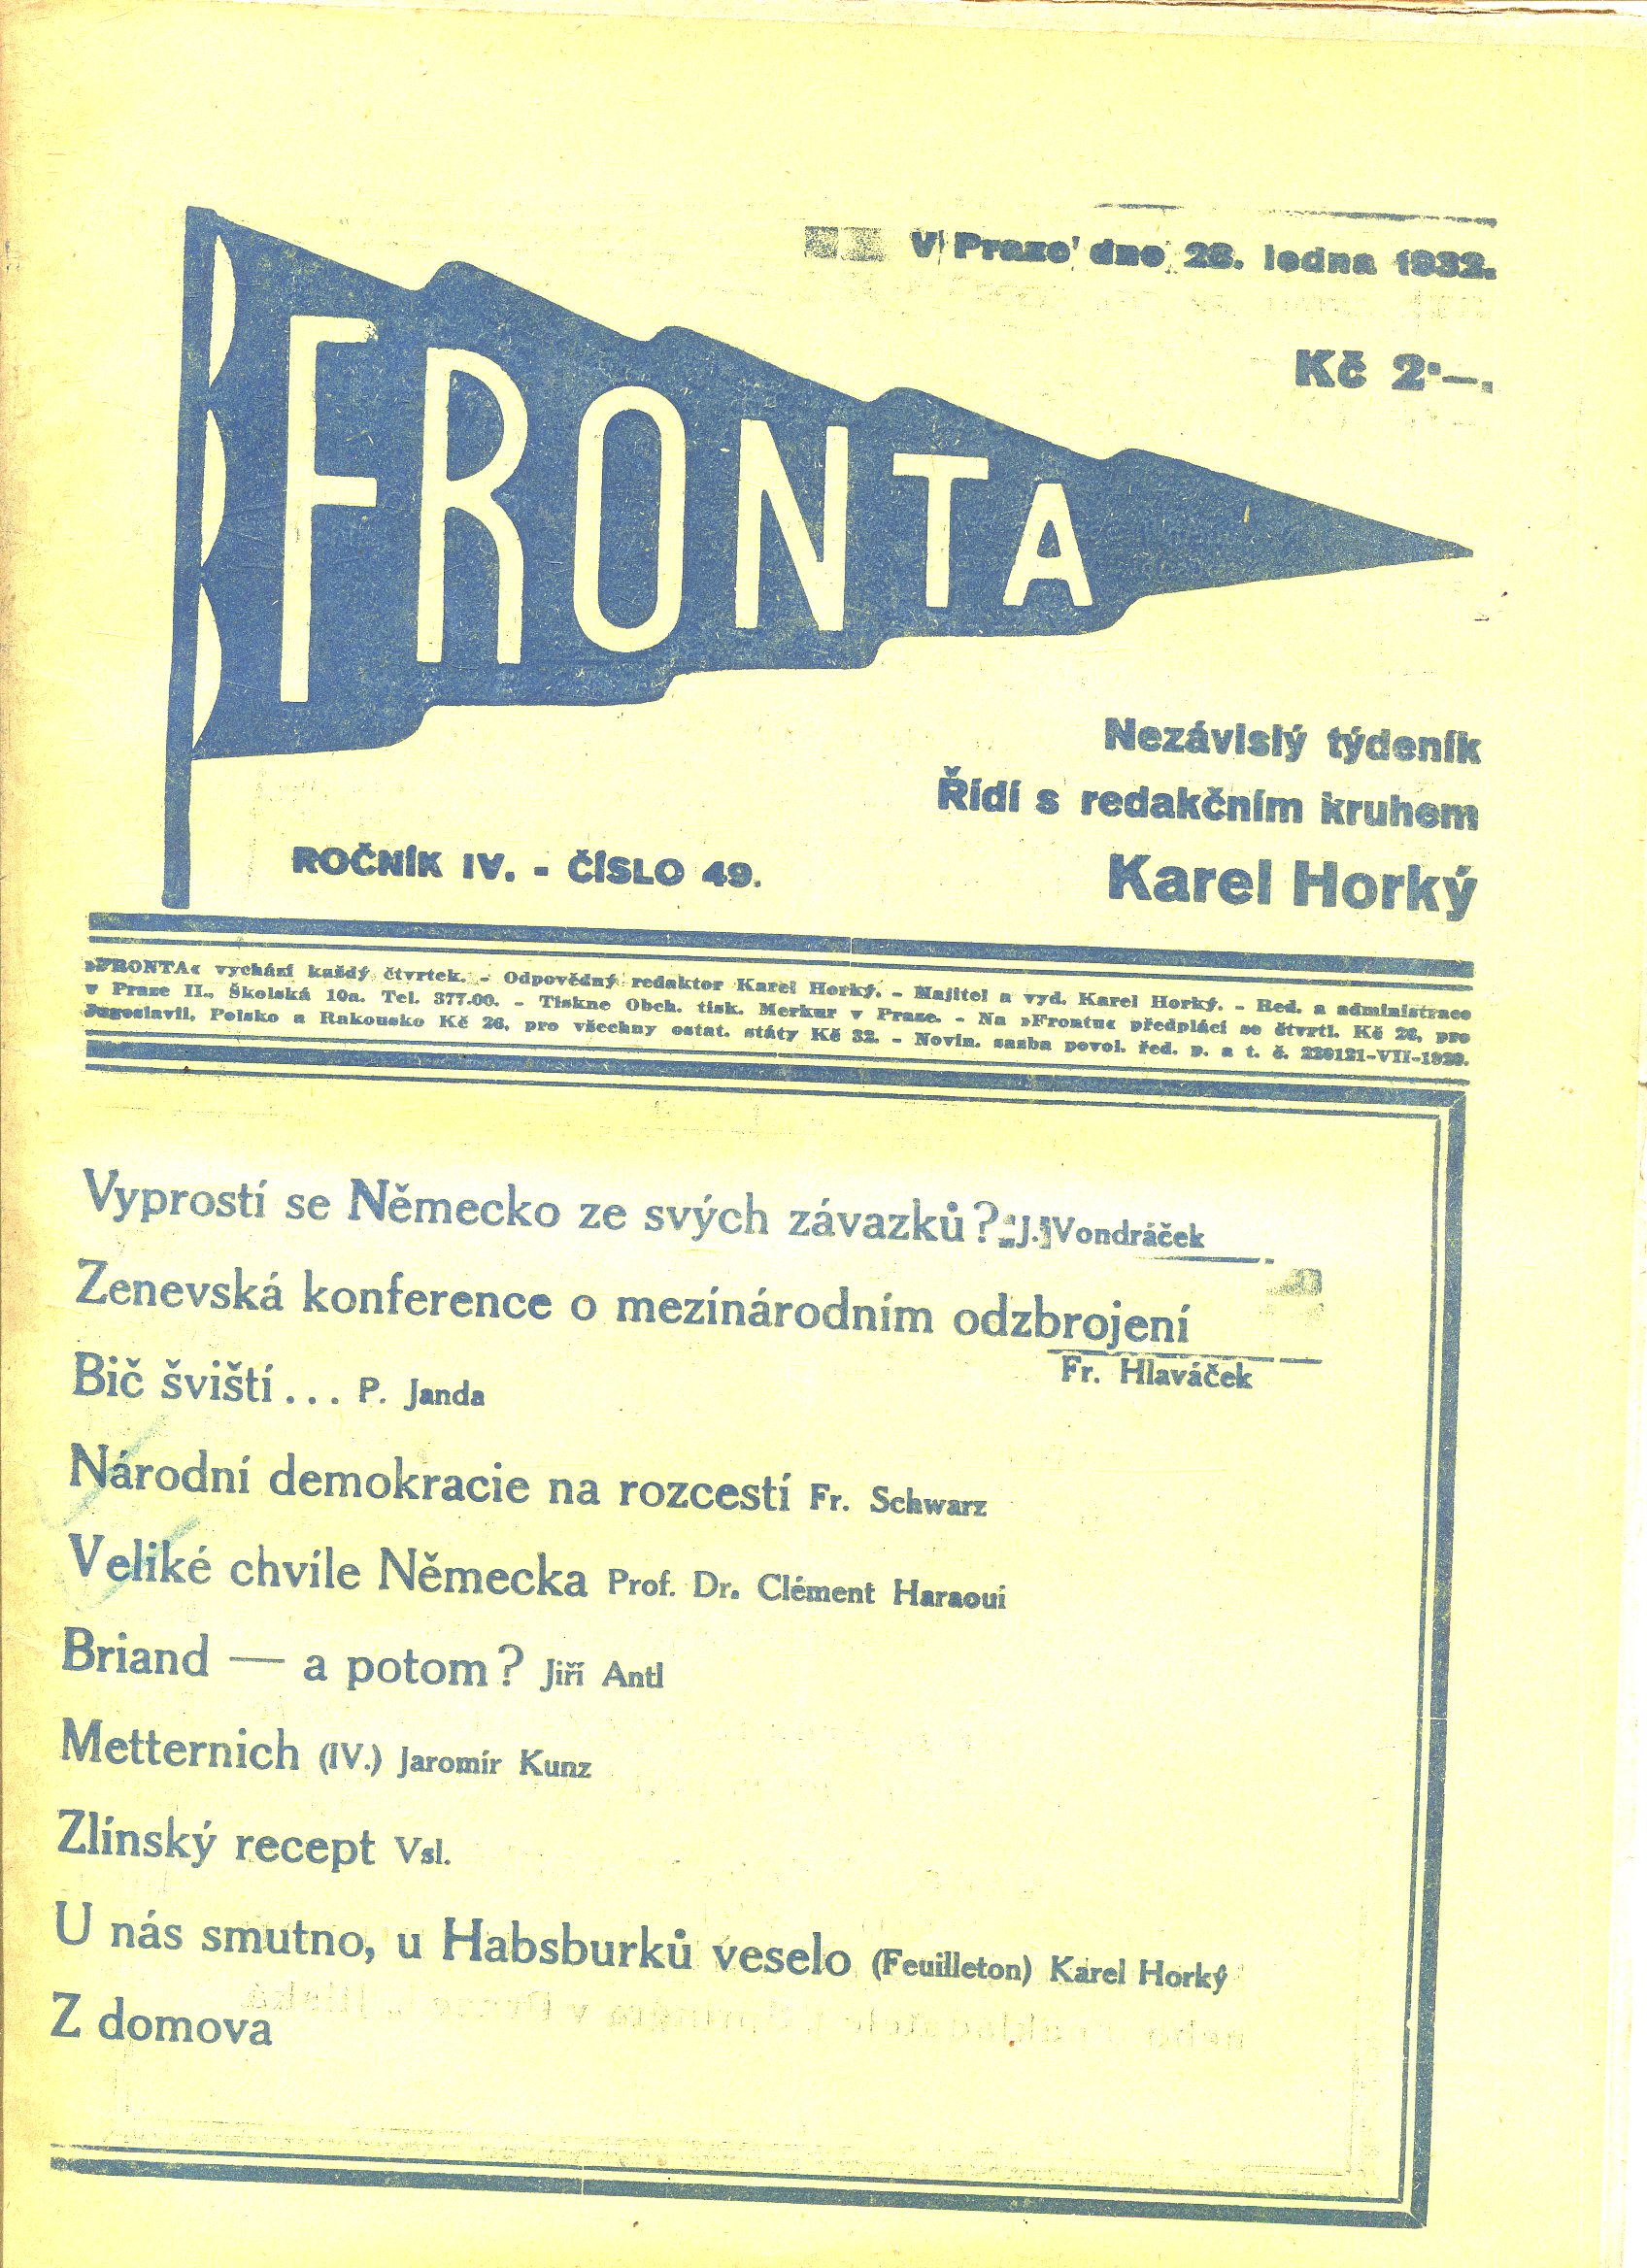 V Praze dne 28. ledna 1932.
Kč 2·—.
FRONTA
Nezávislý týdeník
Řídí s redakčním kruhem
Karel Horký
ROČNÍK IV. - ČÍSLO 49.
»FRONTA« vychází každý čtvrtek. - Odpovědný redaktor Karel Horký. - Majitel a vyd. Karel Horký. - Red. a administrace
v Praze II., Školská 10a. Tel. 377-00. - Tiskne Obch. tisk. Merkur v Praze. - Na »Frontu« předplácí se čtvrtl. Kč 26, pro
Jugoslavii, Polsko a Rakousko Kč 26, pro všechny ostat. státy Kč 32. - Novin. sazba povol. řed. p. a t. č. 220121-VII-1929.
Vyprostí se Německo ze svých závazků? J. Vondráček
Zenevská konference o mezinárodním odzbrojení
Fr. Hlaváček
Bič šviští... P. Janda
Národní demokracie na rozcestí Fr. Schwarz
Veliké chvíle Německa Prof. Dr. Clément Haraoui
Briand — a potom? Jiří Antl
Metternich (IV.) Jaromír Kunz
Zlínský recept Vsl.
U nás smutno, u Habsburků veselo (Feuilleton) Karel Horký
Z domova